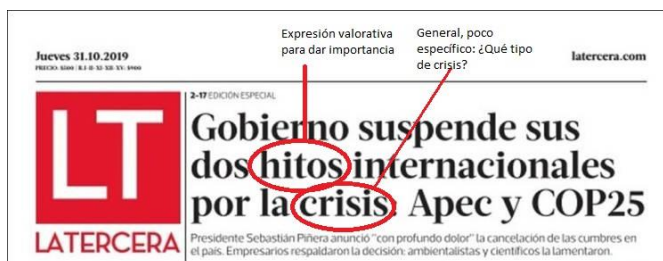 Expresión valorativa
para dar importancia
General, poco
específico: ¿Qué tipo
de crisis?
Jueves 31.10.2019
latercera.com
2-17 EDICIÓN ESPECIAL
LT
LATERCERA
Gobierno suspende sus
dos hitos internacionales
por la crisis: Apec y COP25
Presidente Sebastián Piñera anunció "con profundo dolor" la cancelación de las cumbres en
el país. Empresarios respaldaron la decisión: ambientalistas y científicos la lamentaron.